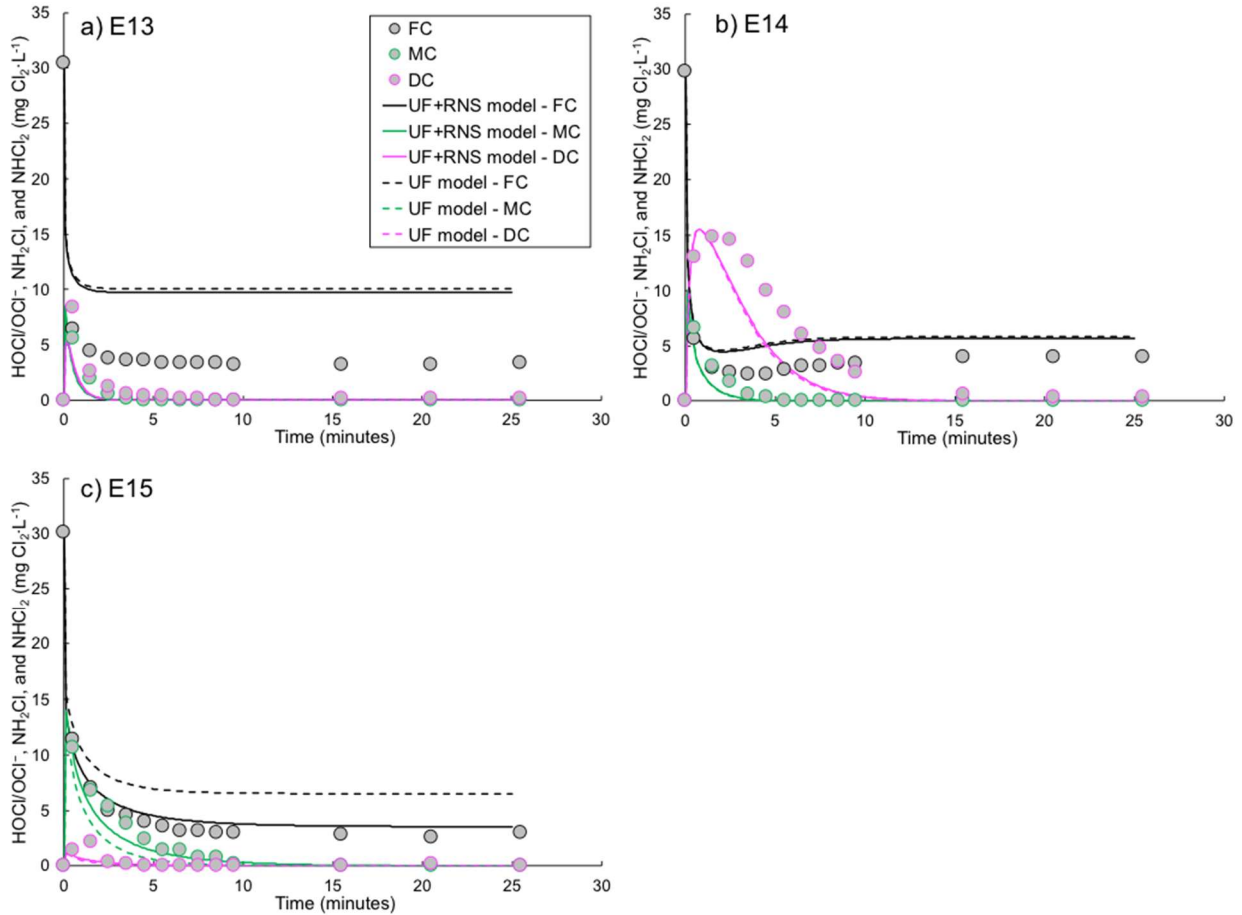 a) E13
HOCl/OCl⁻, NH₂Cl, and NHCl₂ (mg Cl₂·L⁻¹)
35
30
25
20
15
10
5
0
0 5 10 15 20 25 30
Time (minutes)
FC
MC
DC
UF+RNS model - FC
UF+RNS model - MC
UF+RNS model - DC
UF model - FC
UF model - MC
UF model - DC
b) E14
HOCl/OCl⁻, NH₂Cl, and NHCl₂ (mg Cl₂·L⁻¹)
35
30
25
20
15
10
5
0
0 5 10 15 20 25 30
Time (minutes)
c) E15
HOCl/OCl⁻, NH₂Cl, and NHCl₂ (mg Cl₂·L⁻¹)
35
30
25
20
15
10
5
0
0 5 10 15 20 25 30
Time (minutes)